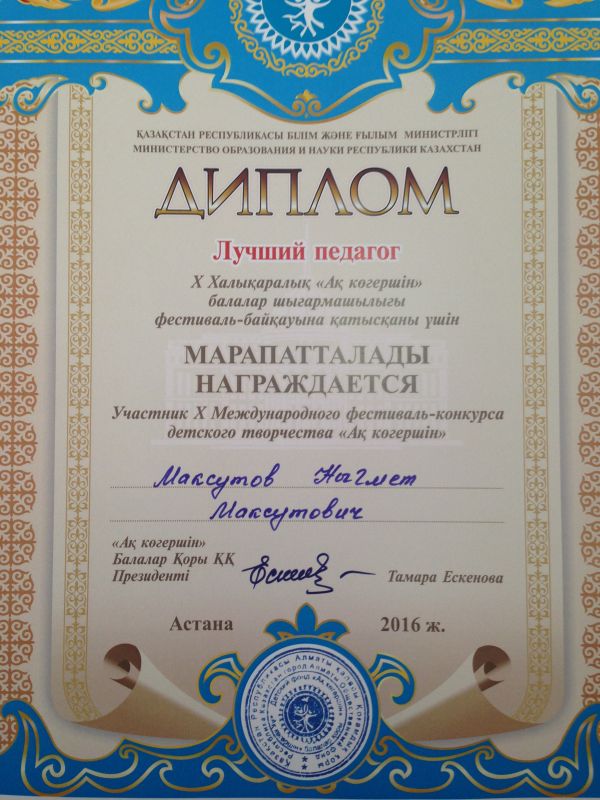 ҚАЗАҚСТАН РЕСПУБЛИКАСЫ БІЛІМ ЖӘНЕ ҒЫЛЫМ МИНИСТРЛІГІ
МИНИСТЕРСТВО ОБРАЗОВАНИЯ И НАУКИ РЕСПУБЛИКИ КАЗАХСТАН
ДИПЛОМ
Лучший педагог
X Халықаралық «Ақ көгершін»
балалар шығармашылығы
фестиваль-байқауына қатысқаны үшін
МАРАПАТТАЛАДЫ
НАГРАЖДАЕТСЯ
Участник X Международного фестиваль-конкурса
детского творчества «Ақ көгершін»
Максутов Ныгмет
Максутович
«Ақ көгершін»
Балалар Қоры ҚҚ
Президенті
Тамара Ескенова
Астана 2016 ж.